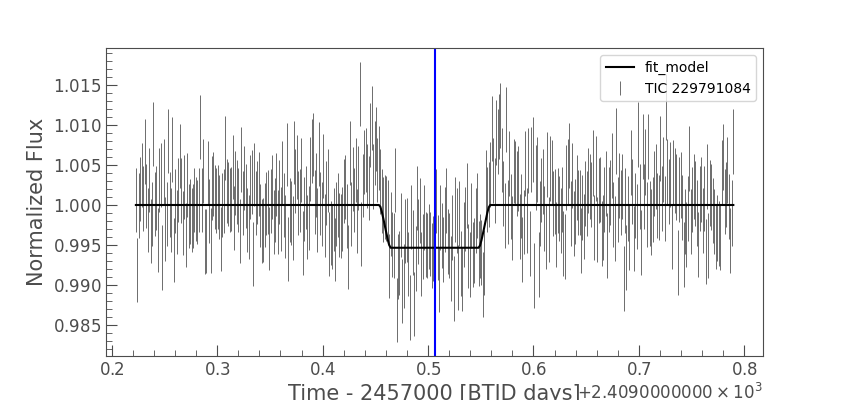 fit_model
TIC 229791084
Normalized Flux
1.015
1.010
1.005
1.000
0.995
0.990
0.985
0.2 0.3 0.4 0.5 0.6 0.7 0.8
Time - 2457000 [BTJD days]
+2.4090000000 × 10³